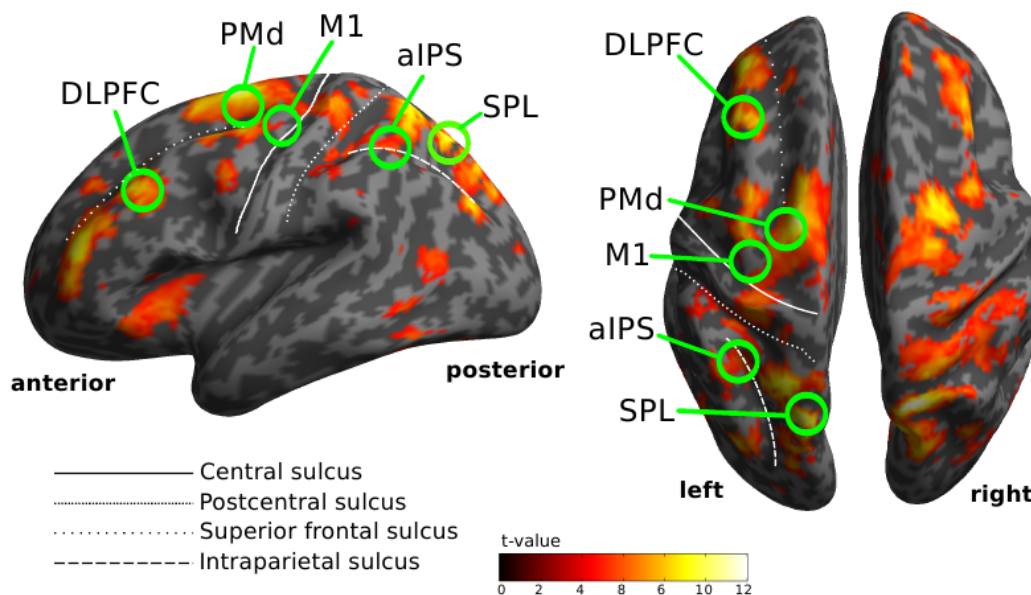 PMd
M1
aIPS
DLPFC
SPL
anterior
posterior
DLPFC
PMd
M1
aIPS
SPL
left
right
Central sulcus
Postcentral sulcus
Superior frontal sulcus
Intraparietal sulcus
t-value
0 2 4 8 6 10 12